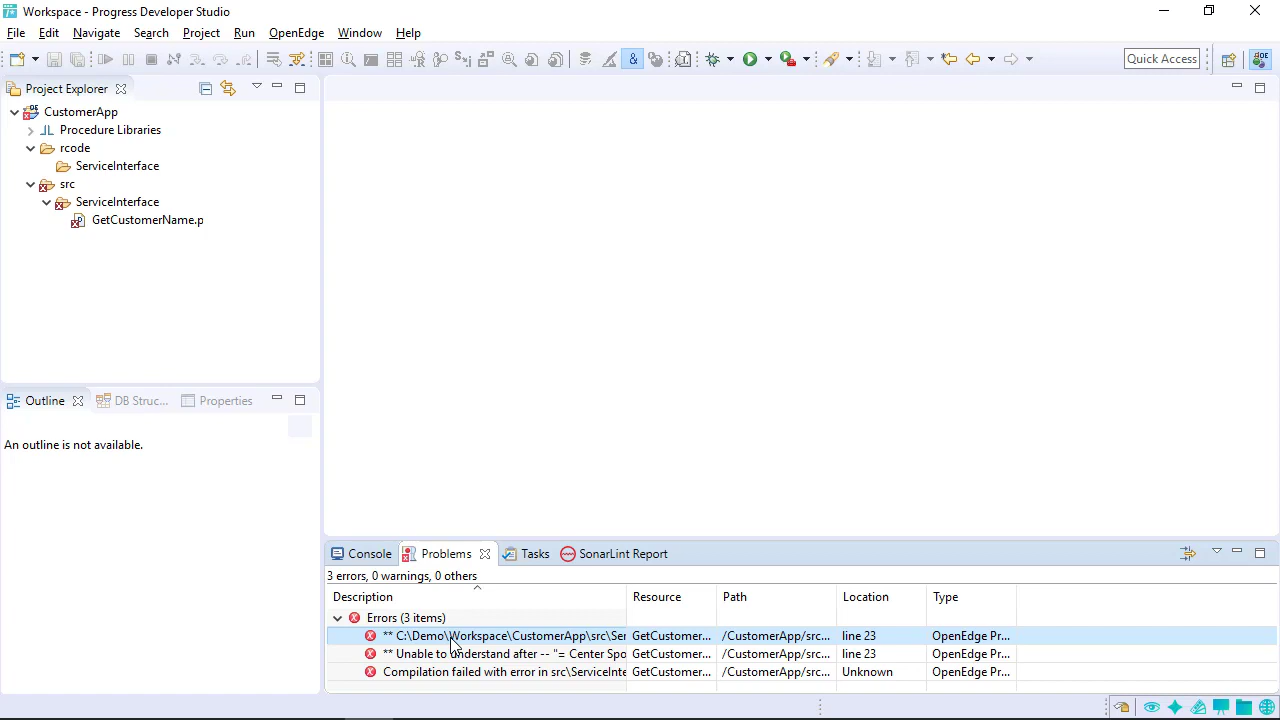 Workspace - Progress Developer Studio
File Edit Navigate Search Project Run OpenEdge Window Help
Quick Access
Project Explorer
CustomerApp
Procedure Libraries
rcode
ServiceInterface
src
ServiceInterface
GetCustomerName.p
Outline DB Struc... Properties
An outline is not available.
Console Problems Tasks SonarLint Report
3 errors, 0 warnings, 0 others
Description Resource Path Location Type
Errors (3 items)
** C:\Demo\Workspace\CustomerApp\src\Ser GetCustomer... /CustomerApp/src... line 23 OpenEdge Pr...
** Unable to understand after -- "= Center Spo GetCustomer... /CustomerApp/src... line 23 OpenEdge Pr...
Compilation failed with error in src\ServiceInte GetCustomer... /CustomerApp/src... Unknown OpenEdge Pr...